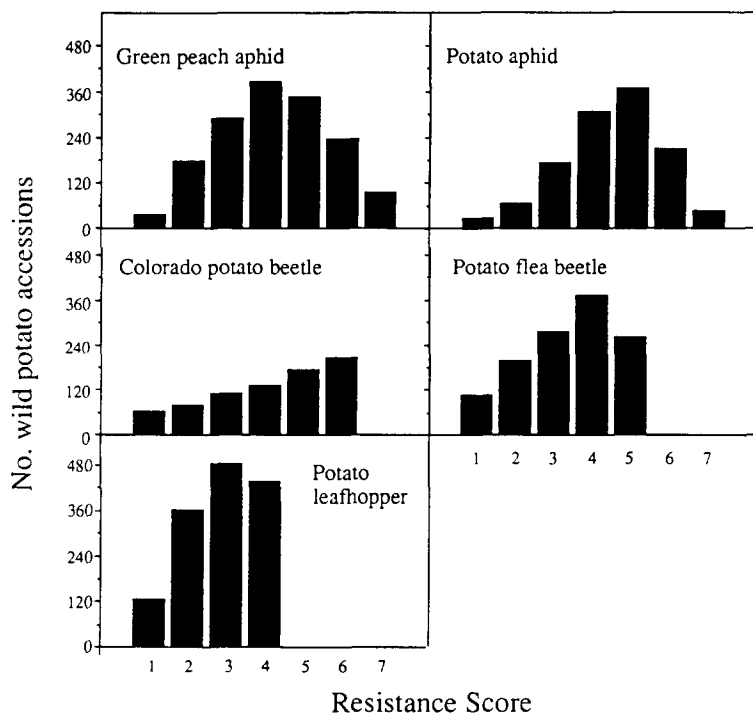 No. wild potato accessions
480
360
240
120
0
Green peach aphid
Potato aphid
480
360
240
120
0
Colorado potato beetle
Potato flea beetle
1 2 3 4 5 6 7
480
360
240
120
0
Potato
leafhopper
1 2 3 4 5 6 7
Resistance Score